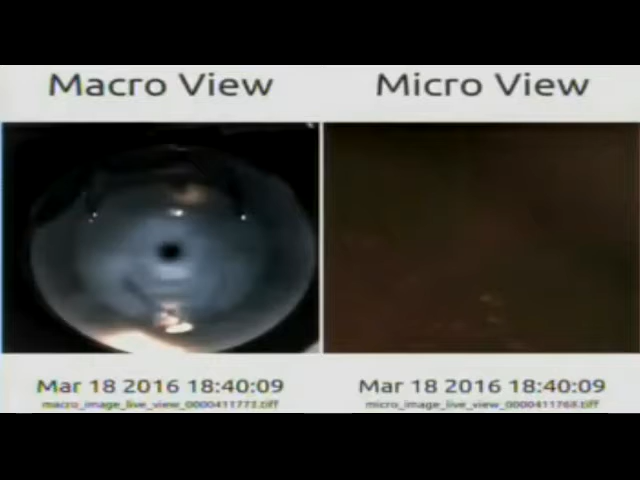 Macro View
Micro View
Mar 18 2016 18:40:09
Mar 18 2016 18:40:09
macro_image_live_view_0000411773.tiff
micro_image_live_view_0000411768.tiff